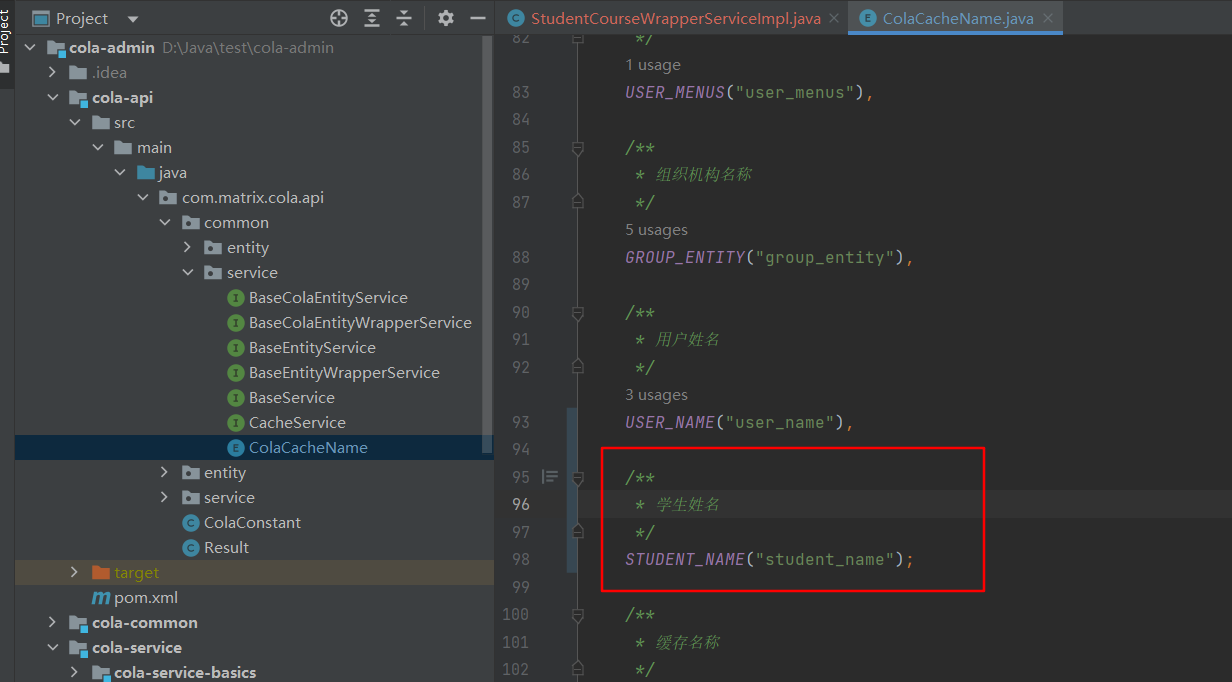 Project
Project
cola-admin D:\Java\test\cola-admin
.idea
cola-api
src
main
java
com.matrix.cola.api
common
entity
service
BaseColaEntityService
BaseColaEntityWrapperService
BaseEntityService
BaseEntityWrapperService
BaseService
CacheService
ColaCacheName
entity
service
ColaConstant
Result
target
pom.xml
cola-common
cola-service
cola-service-basics
StudentCourseWrapperServiceImpl.java
ColaCacheName.java
82 */
1 usage
83 USER_MENUS("user_menus"),
84
85 /**
86 * 组织机构名称
87 */
5 usages
88 GROUP_ENTITY("group_entity"),
89
90 /**
91 * 用户姓名
92 */
3 usages
93 USER_NAME("user_name"),
94
95 /**
96 * 学生姓名
97 */
98 STUDENT_NAME("student_name");
99
100 /**
101 * 缓存名称
102 */